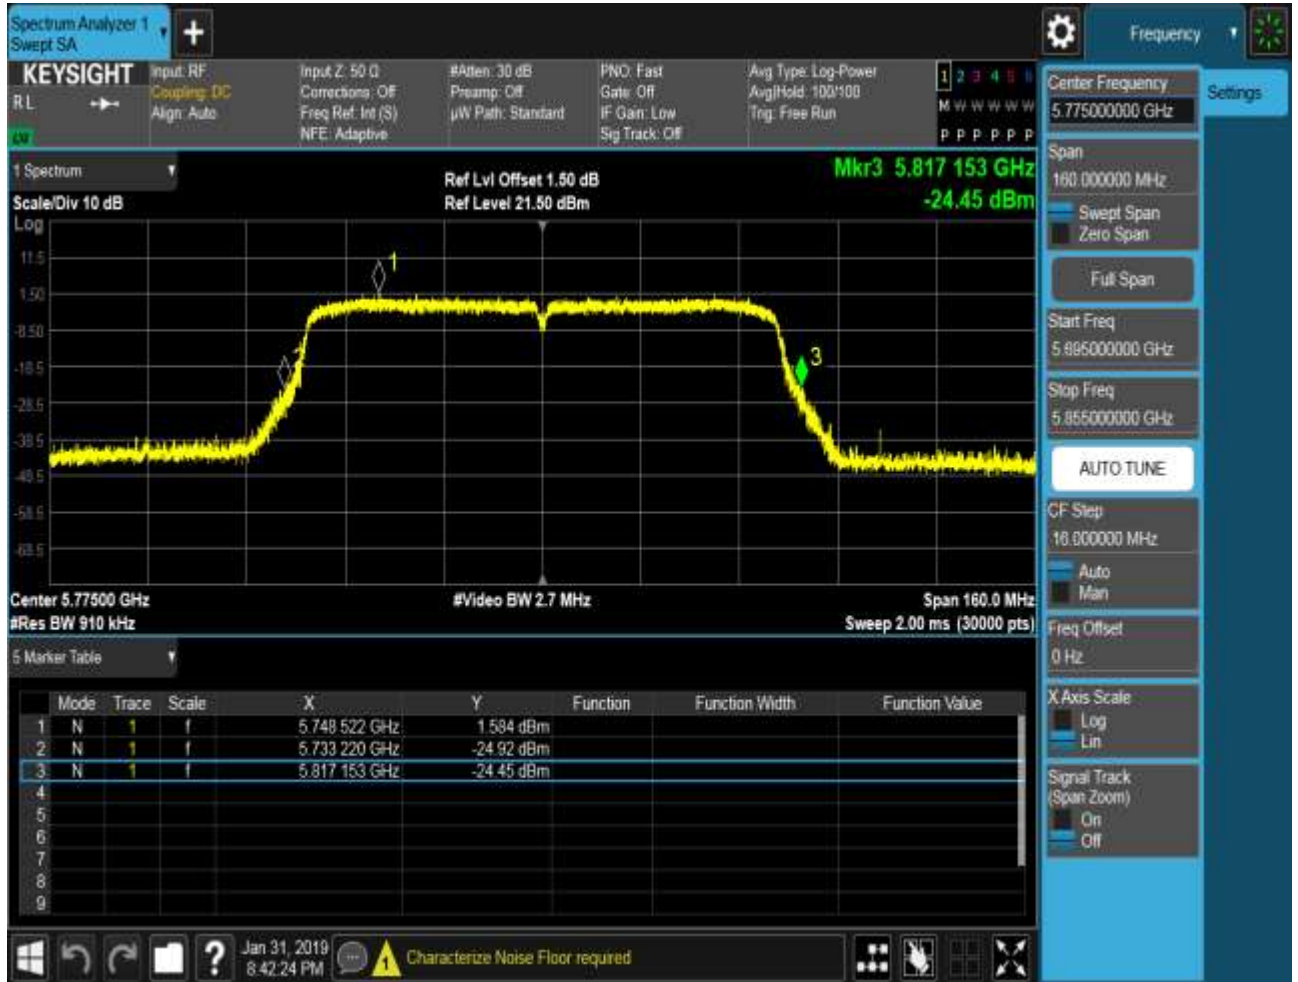 Spectrum Analyzer 1
Swept SA
+
Frequency
KEYSIGHT
RL
Input: RF
Coupling: DC
Align: Auto
Input Z: 50 Ω
Corrections: Off
Freq Ref: Int (S)
NFE: Adaptive
#Atten: 30 dB
Preamp: Off
µW Path: Standard
PNO: Fast
Gate: Off
IF Gain: Low
Sig Track: Off
Avg Type: Log-Power
Avg|Hold: 100/100
Trig: Free Run
1 2 3 4 5 6
M W W W W W
P P P P P P
1 Spectrum
Scale/Div 10 dB
Ref Lvl Offset 1.50 dB
Ref Level 21.50 dBm
Mkr3 5.817 153 GHz
-24.45 dBm
Log
11.5
1.50
-8.50
-18.5
-28.5
-38.5
-48.5
-58.5
-68.5
1
3
Center 5.77500 GHz
#Res BW 910 kHz
#Video BW 2.7 MHz
Span 160.0 MHz
Sweep 2.00 ms (30000 pts)
5 Marker Table
Mode Trace Scale X Y Function Function Width Function Value
1 N 1 f 5.748 522 GHz 1.584 dBm
2 N 1 f 5.733 220 GHz -24.92 dBm
3 N 1 f 5.817 153 GHz -24.45 dBm
4
5
6
7
8
9
Center Frequency
5.775000000 GHz
Settings
Span
160.000000 MHz
Swept Span
Zero Span
Full Span
Start Freq
5.695000000 GHz
Stop Freq
5.855000000 GHz
AUTO TUNE
CF Step
16.000000 MHz
Auto
Man
Freq Offset
0 Hz
X Axis Scale
Log
Lin
Signal Track
(Span Zoom)
On
Off
?
Jan 31, 2019
8:42:24 PM
1
Characterize Noise Floor required